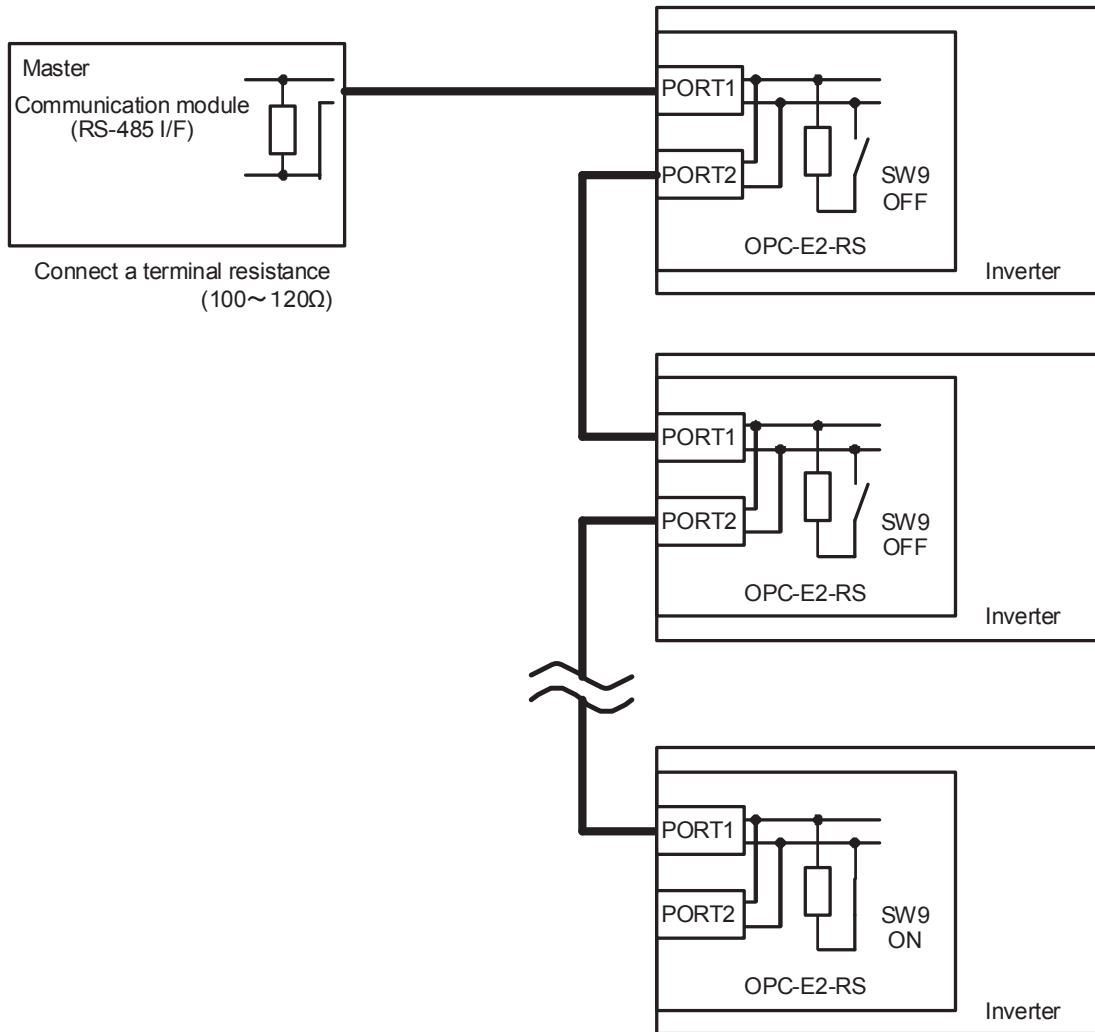 Master
Communication module
(RS-485 I/F)
Connect a terminal resistance
(100～120Ω)
PORT1
PORT2
SW9
OFF
OPC-E2-RS
Inverter
PORT1
PORT2
SW9
OFF
OPC-E2-RS
Inverter
PORT1
PORT2
SW9
ON
OPC-E2-RS
Inverter